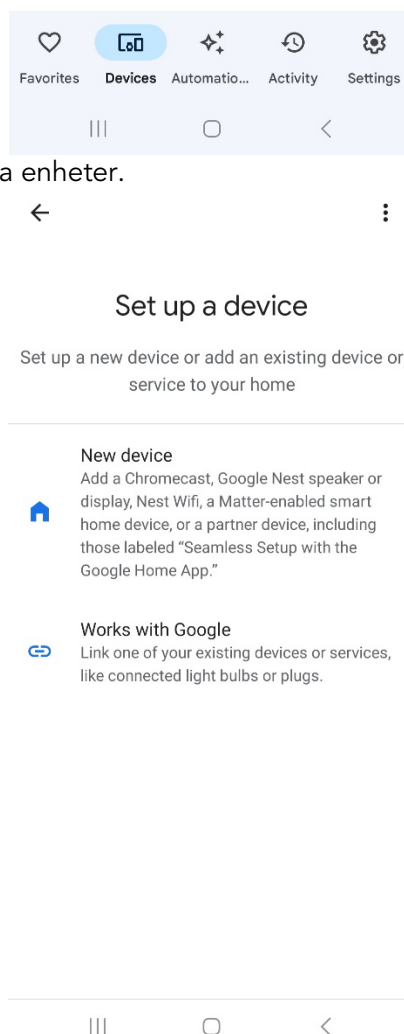 Favorites Devices Automatio... Activity Settings
a enheter.
Set up a device
Set up a new device or add an existing device or
service to your home
New device
Add a Chromecast, Google Nest speaker or
display, Nest Wifi, a Matter-enabled smart
home device, or a partner device, including
those labeled “Seamless Setup with the
Google Home App.”
Works with Google
Link one of your existing devices or services,
like connected light bulbs or plugs.